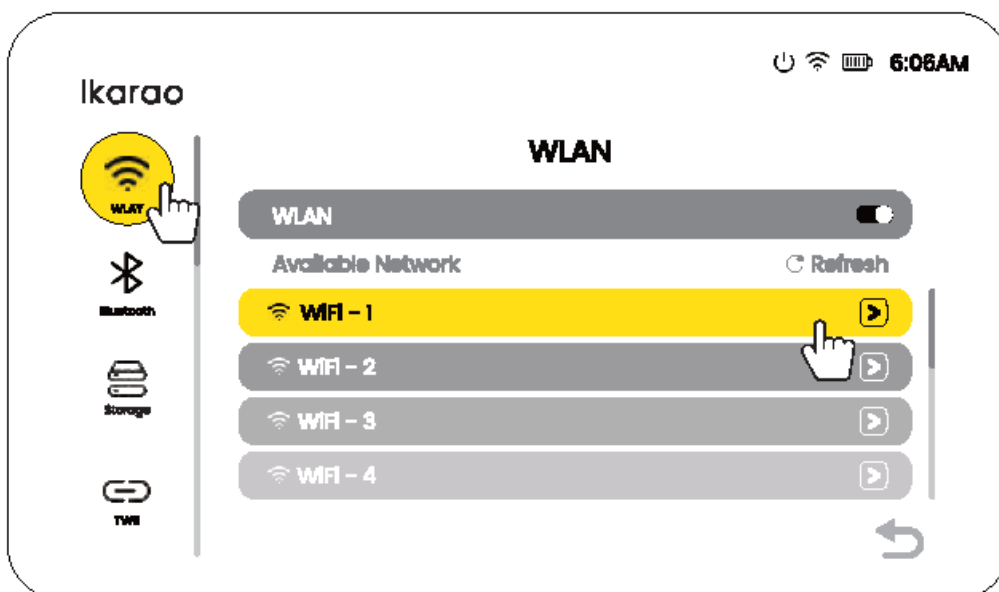 6:06AM
Ikarao
WLAN
WLAN
WLAN
Available Network
Refresh
Bluetooth
WiFi – 1
WiFi – 2
Storage
WiFi – 3
WiFi – 4
TWS